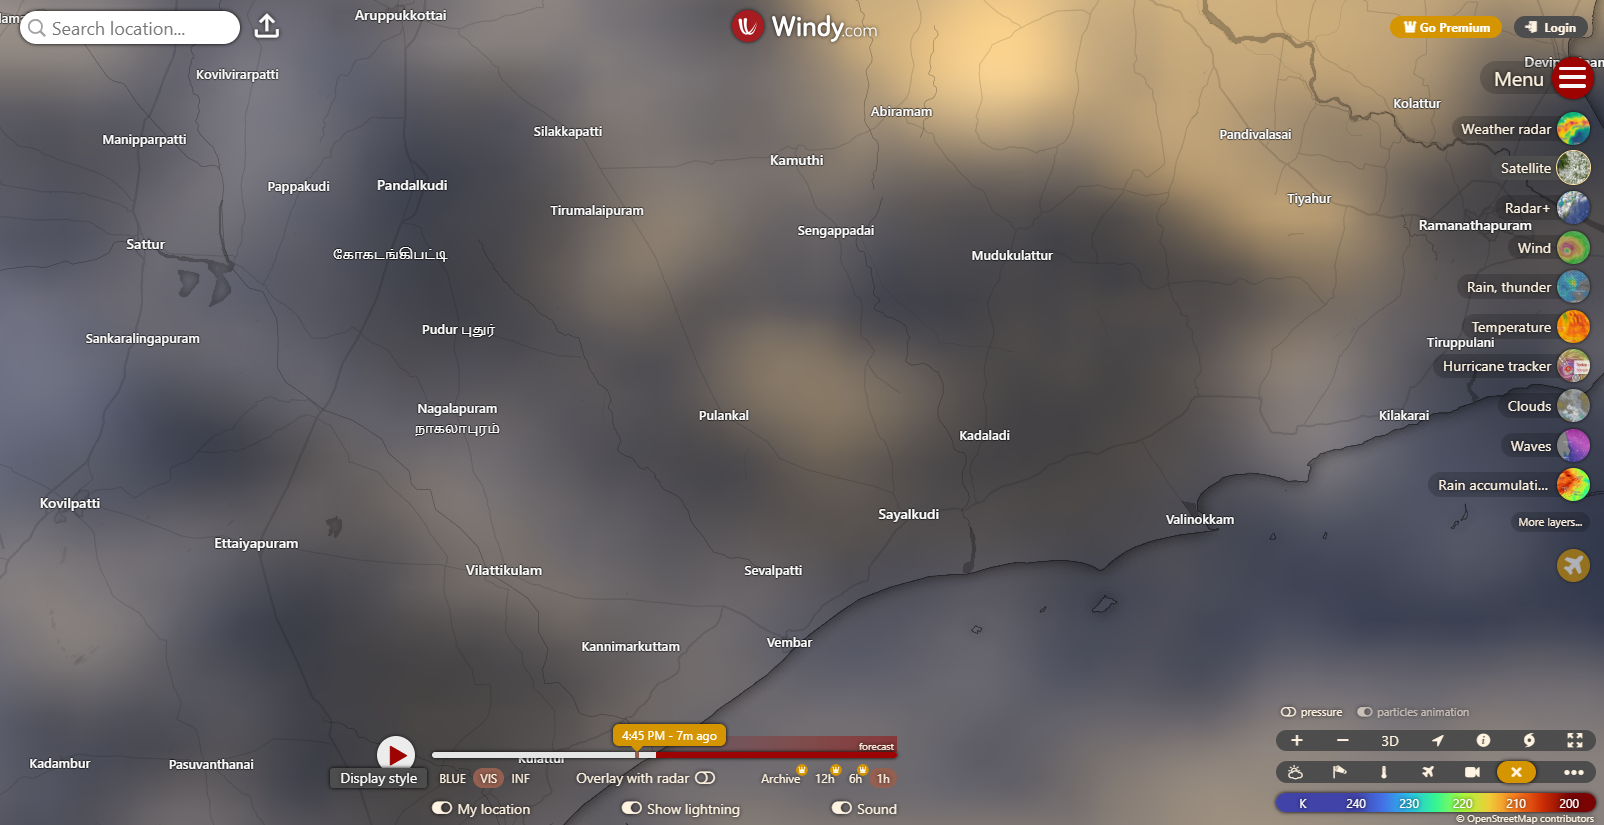 Aruppukkottai
Search location...
Windy.com
Go Premium
Login
Kovilvirarpatti
Menu
Kolattur
Abiramam
Manipparpatti
Silakkapatti
Pandivalasai
Weather radar
Kamuthi
Satellite
Pappakudi
Pandalkudi
Tirumalaipuram
Tiyahur
Radar+
Sattur
Sengappadai
Ramanathapuram
கோகடங்கிபட்டி
Mudukulattur
Wind
Rain, thunder
Sankaralingapuram
Pudur புதூர்
Temperature
Tiruppulani
Hurricane tracker
Nagalapuram
நாகலாபுரம்
Pulankal
Kilakarai
Clouds
Kadaladi
Waves
Rain accumulati...
Kovilpatti
Sayalkudi
Valinokkam
More layers...
Ettaiyapuram
Vilattikulam
Sevalpatti
Kannimarkuttam
Vembar
pressure
particles animation
4:45 PM - 7m ago
forecast
3D
Kadambur
Pasuvanthanai
Kulattur
Display style
BLUE
VIS
INF
Overlay with radar
Archive
12h
6h
1h
My location
Show lightning
Sound
K 240 230 220 210 200
© OpenStreetMap contributors